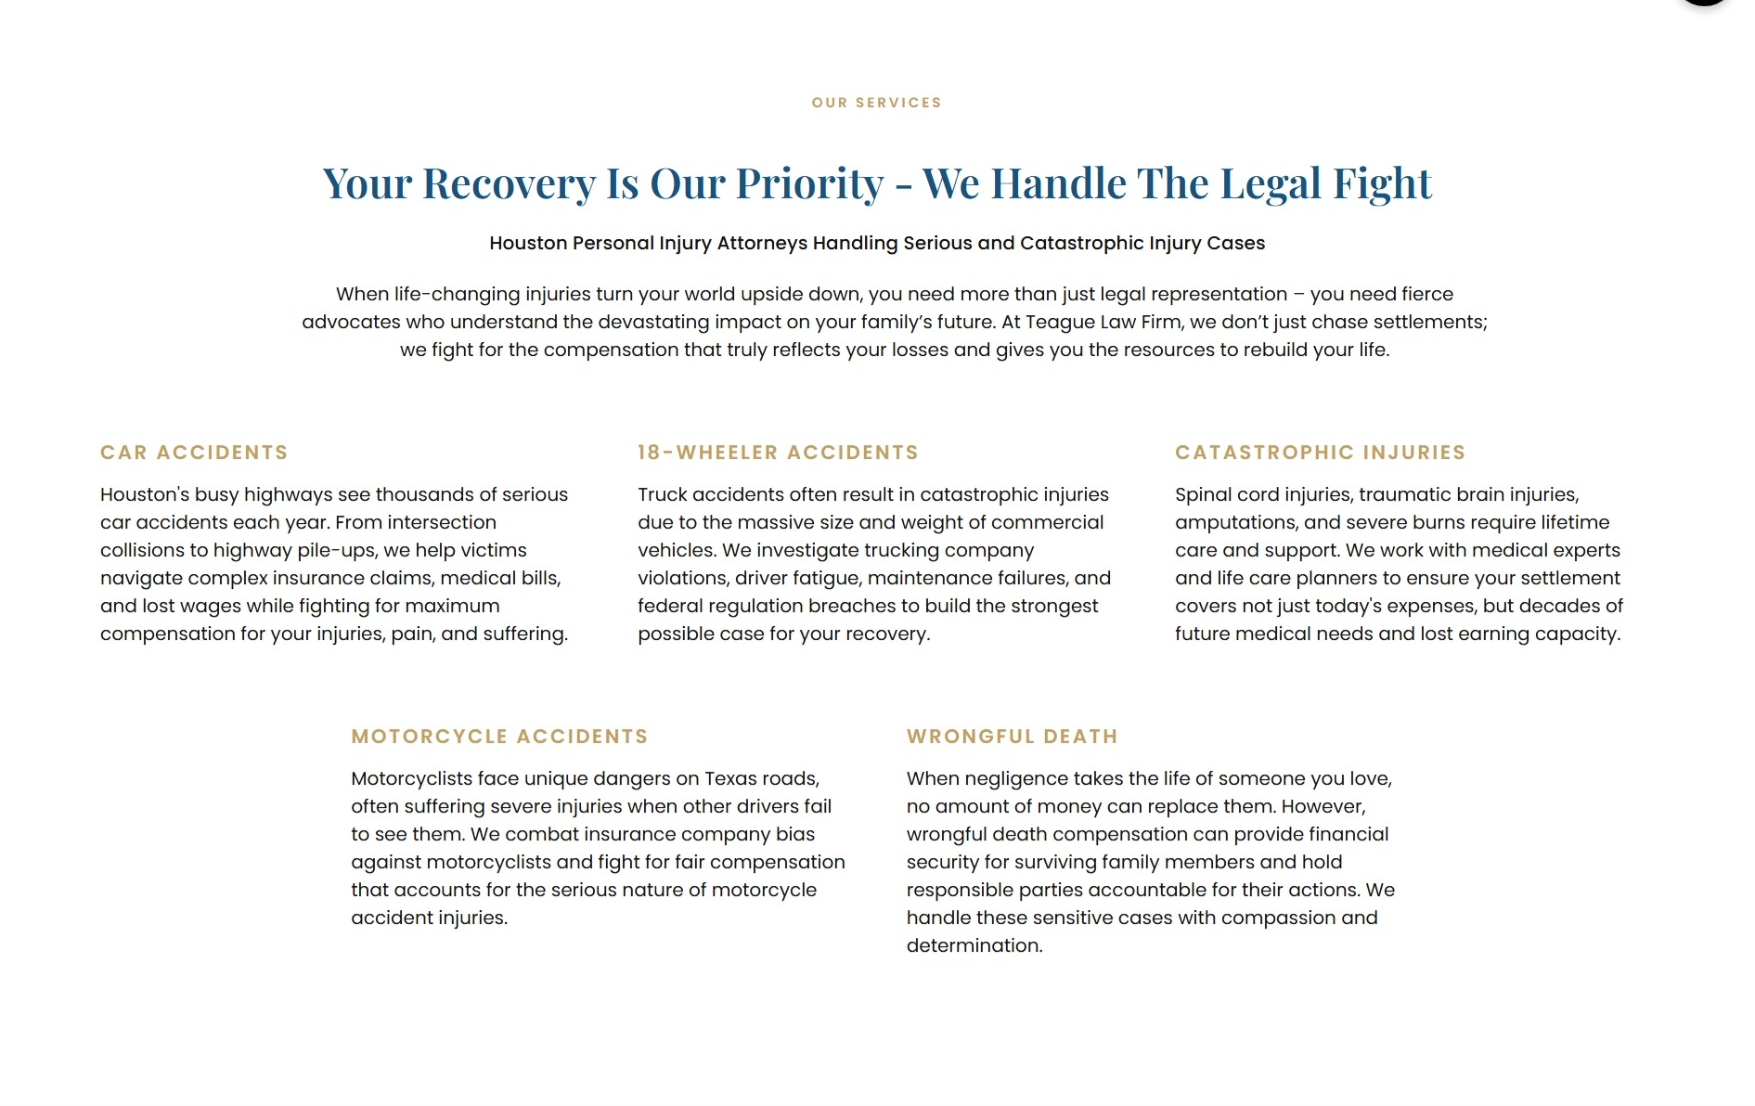 OUR SERVICES
Your Recovery Is Our Priority - We Handle The Legal Fight
Houston Personal Injury Attorneys Handling Serious and Catastrophic Injury Cases
When life-changing injuries turn your world upside down, you need more than just legal representation – you need fierce
advocates who understand the devastating impact on your family’s future. At Teague Law Firm, we don’t just chase settlements;
we fight for the compensation that truly reflects your losses and gives you the resources to rebuild your life.
CAR ACCIDENTS
Houston's busy highways see thousands of serious
car accidents each year. From intersection
collisions to highway pile-ups, we help victims
navigate complex insurance claims, medical bills,
and lost wages while fighting for maximum
compensation for your injuries, pain, and suffering.
18-WHEELER ACCIDENTS
Truck accidents often result in catastrophic injuries
due to the massive size and weight of commercial
vehicles. We investigate trucking company
violations, driver fatigue, maintenance failures, and
federal regulation breaches to build the strongest
possible case for your recovery.
CATASTROPHIC INJURIES
Spinal cord injuries, traumatic brain injuries,
amputations, and severe burns require lifetime
care and support. We work with medical experts
and life care planners to ensure your settlement
covers not just today's expenses, but decades of
future medical needs and lost earning capacity.
MOTORCYCLE ACCIDENTS
Motorcyclists face unique dangers on Texas roads,
often suffering severe injuries when other drivers fail
to see them. We combat insurance company bias
against motorcyclists and fight for fair compensation
that accounts for the serious nature of motorcycle
accident injuries.
WRONGFUL DEATH
When negligence takes the life of someone you love,
no amount of money can replace them. However,
wrongful death compensation can provide financial
security for surviving family members and hold
responsible parties accountable for their actions. We
handle these sensitive cases with compassion and
determination.